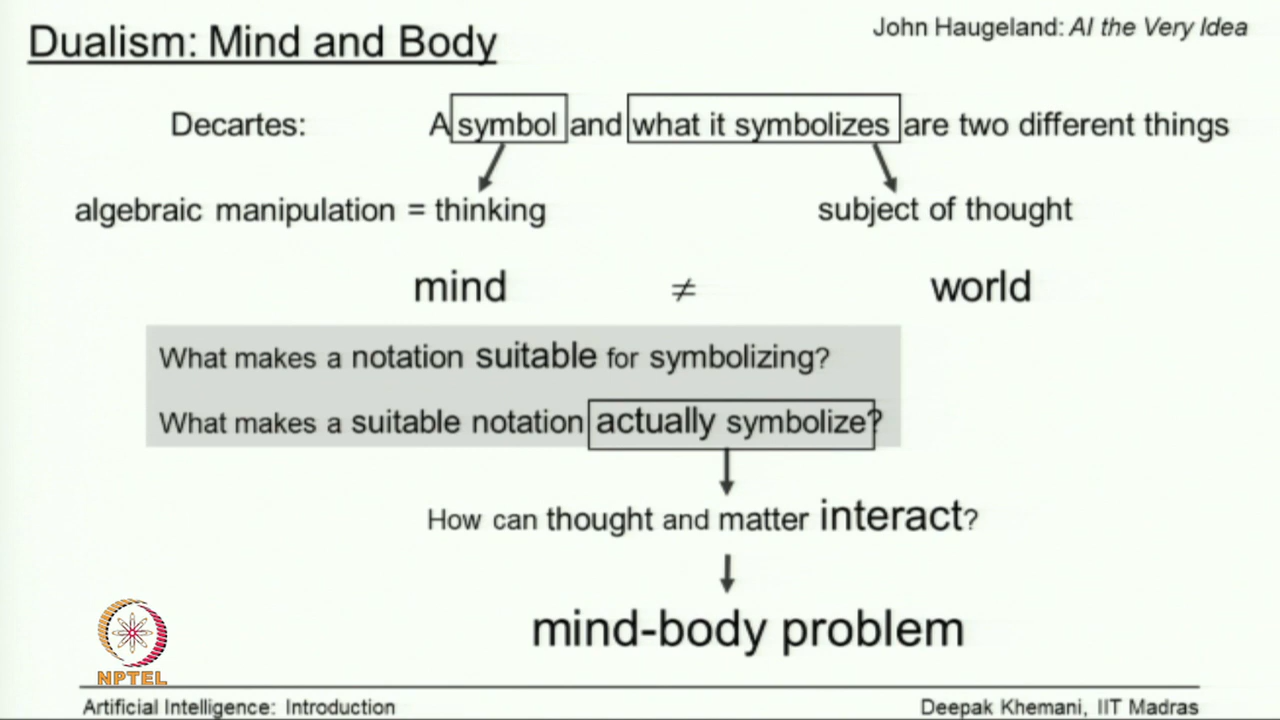 Dualism: Mind and Body
John Haugeland: AI the Very Idea
Decartes: A symbol and what it symbolizes are two different things
algebraic manipulation = thinking subject of thought
mind ≠ world
What makes a notation suitable for symbolizing?
What makes a suitable notation actually symbolize?
How can thought and matter interact?
mind-body problem
NPTEL
Artificial Intelligence: Introduction Deepak Khemani, IIT Madras